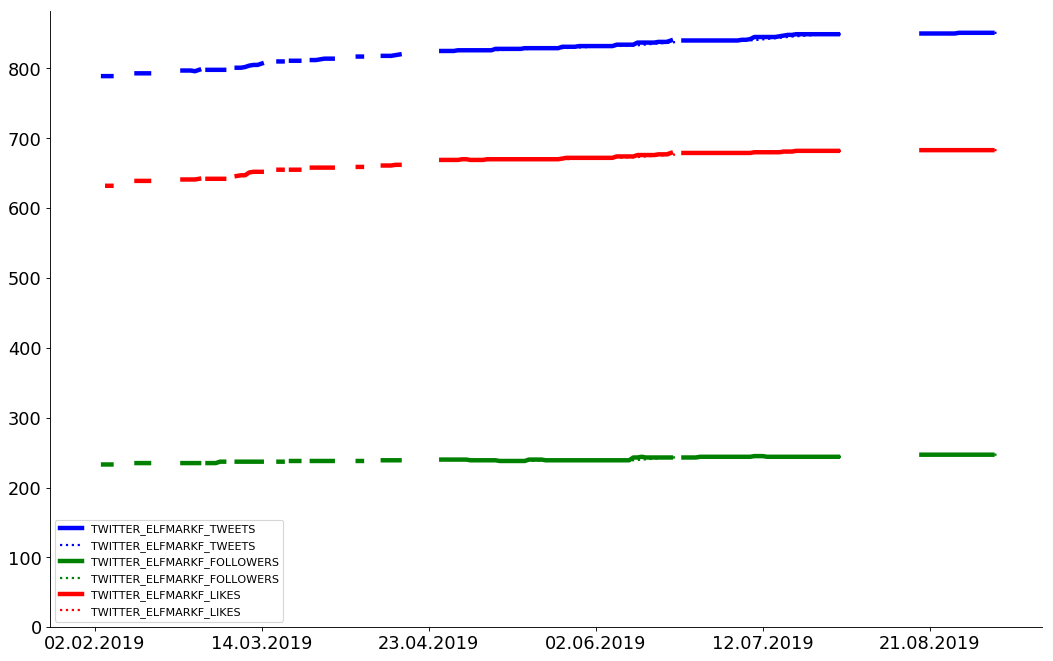 800
700
600
500
400
300
200
100
0
TWITTER_ELFMARKF_TWEETS
TWITTER_ELFMARKF_TWEETS
TWITTER_ELFMARKF_FOLLOWERS
TWITTER_ELFMARKF_FOLLOWERS
TWITTER_ELFMARKF_LIKES
TWITTER_ELFMARKF_LIKES
02.02.2019 14.03.2019 23.04.2019 02.06.2019 12.07.2019 21.08.2019